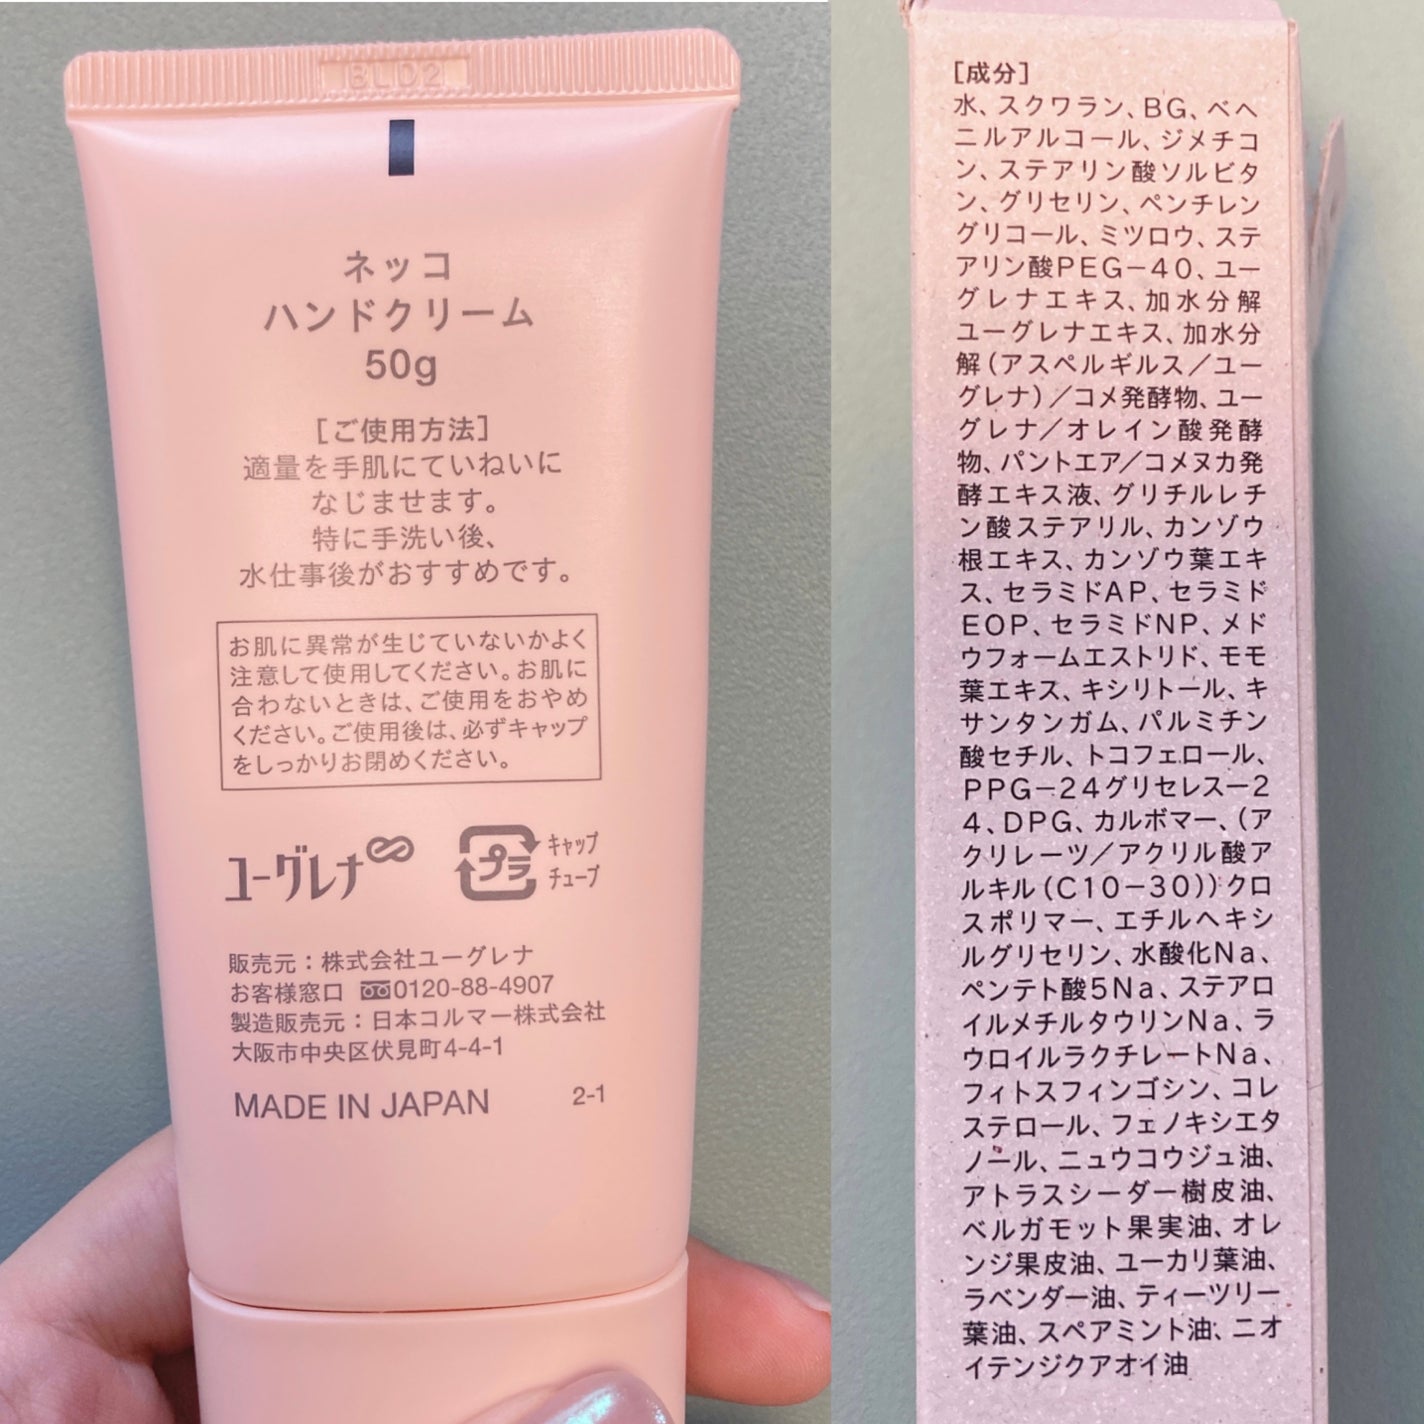 BLD2
ネッコ
ハンドクリーム
50g
[ご使用方法]
適量を手肌にていねいに
なじませます。
特に手洗い後、
水仕事後がおすすめです。
お肌に異常が生じていないかよく
注意して使用してください。お肌に
合わないときは、ご使用をおやめ
ください。ご使用後は、必ずキャップ
をしっかりお閉めください。
ユーグレナ
プラ
キャップ
チューブ
販売元：株式会社ユーグレナ
お客様窓口 0120-88-4907
製造販売元：日本コルマー株式会社
大阪市中央区伏見町4-4-1
MADE IN JAPAN 2-1
[成分]
水、スクワラン、BG、ベヘ
ニルアルコール、ジメチコ
ン、ステアリン酸ソルビタ
ン、グリセリン、ペンチレン
グリコール、ミツロウ、ステ
アリン酸PEG－40、ユー
グレナエキス、加水分解
ユーグレナエキス、加水分
解（アスペルギルス／ユー
グレナ）／コメ発酵物、ユー
グレナ／オレイン酸発酵
物、パントエア／コメヌカ発
酵エキス液、グリチルレチ
ン酸ステアリル、カンゾウ
根エキス、カンゾウ葉エキ
ス、セラミドAP、セラミド
EOP、セラミドNP、メド
ウフォームエストリド、モモ
葉エキス、キシリトール、キ
サンタンガム、パルミチン
酸セチル、トコフェロール、
PPG－24グリセレス－2
4、DPG、カルボマー、（ア
クリレーツ／アクリル酸ア
ルキル（C10－30））クロ
スポリマー、エチルヘキシ
ルグリセリン、水酸化Na、
ペンテト酸5Na、ステアロ
イルメチルタウリンNa、ラ
ウロイルラクチレートNa、
フィトスフィンゴシン、コレ
ステロール、フェノキシエタ
ノール、ニュウコウジュ油、
アトラスシーダー樹皮油、
ベルガモット果実油、オレ
ンジ果皮油、ユーカリ葉油、
ラベンダー油、ティーツリー
葉油、スペアミント油、ニオ
イテンジクアオイ油